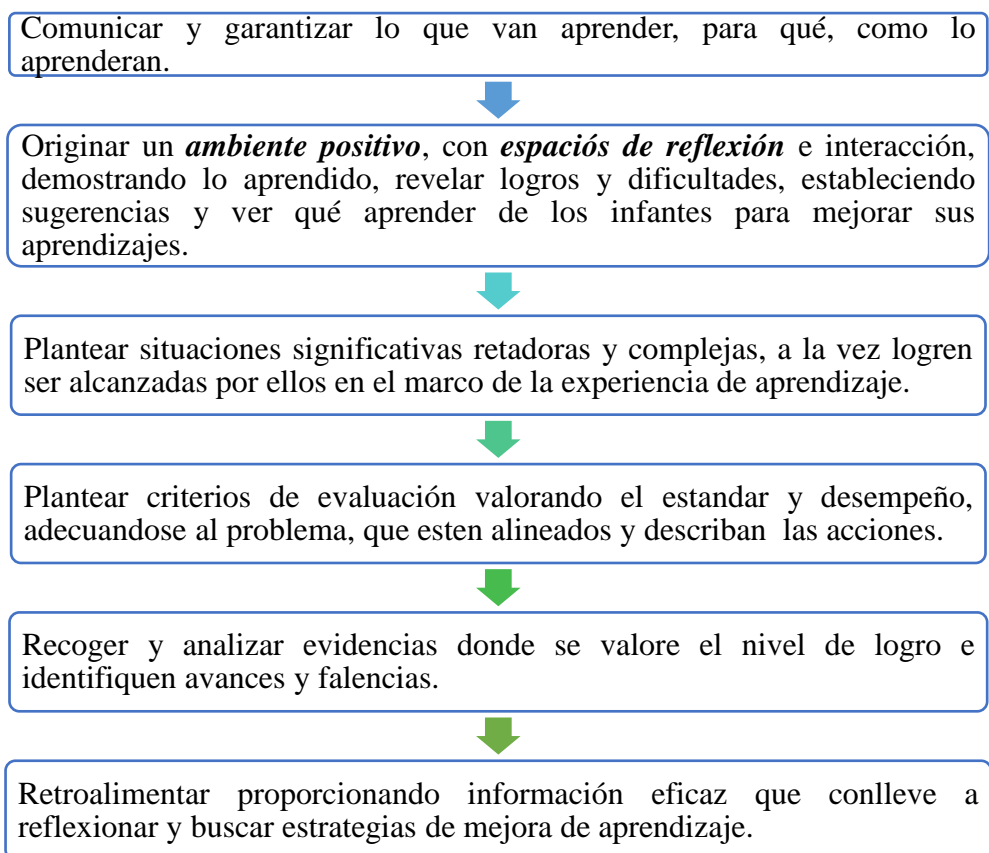 Comunicar y garantizar lo que van aprender, para qué, como lo
aprenderan.
Originar un ambiente positivo, con espaciós de reflexión e interacción,
demostrando lo aprendido, revelar logros y dificultades, estableciendo
sugerencias y ver qué aprender de los infantes para mejorar sus
aprendizajes.
Plantear situaciones significativas retadoras y complejas, a la vez logren
ser alcanzadas por ellos en el marco de la experiencia de aprendizaje.
Plantear criterios de evaluación valorando el estandar y desempeño,
adecuandose al problema, que esten alineados y describan las acciones.
Recoger y analizar evidencias donde se valore el nivel de logro e
identifiquen avances y falencias.
Retroalimentar proporcionando información eficaz que conlleve a
reflexionar y buscar estrategias de mejora de aprendizaje.